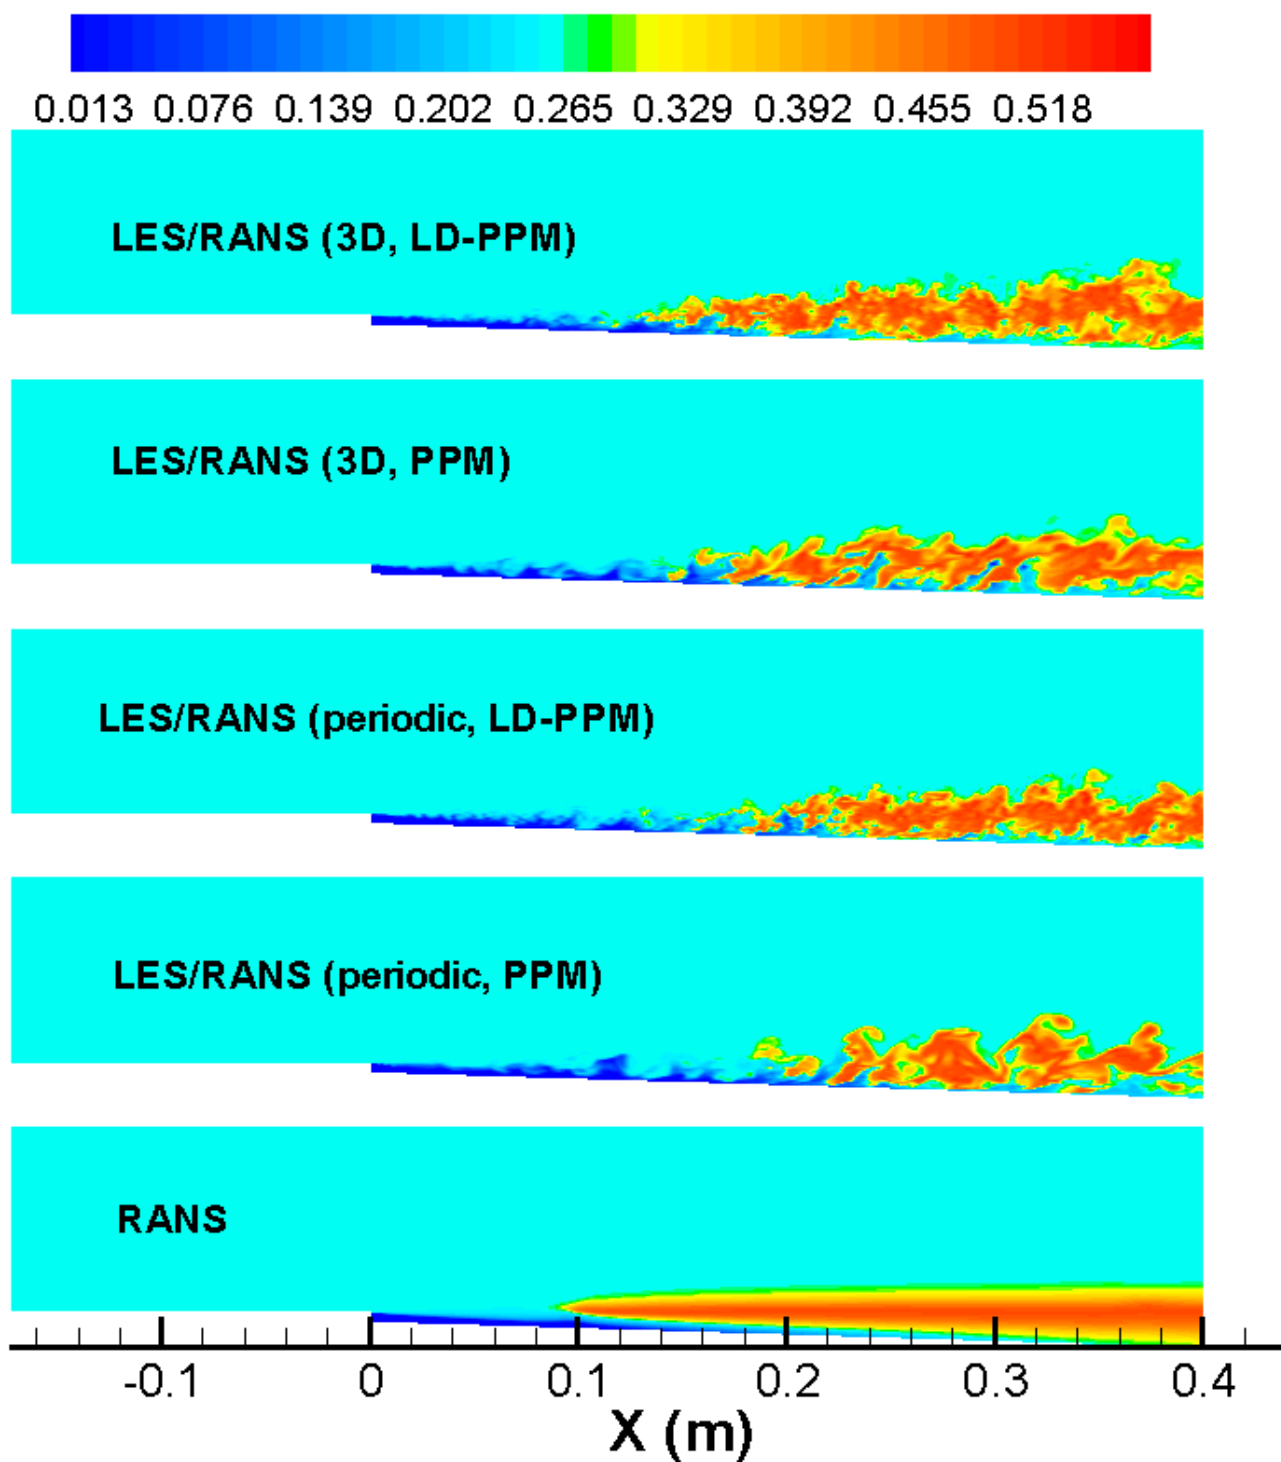 0.013 0.076 0.139 0.202 0.265 0.329 0.392 0.455 0.518
LES/RANS (3D, LD-PPM)
LES/RANS (3D, PPM)
LES/RANS (periodic, LD-PPM)
LES/RANS (periodic, PPM)
RANS
-0.1 0 0.1 0.2 0.3 0.4
X (m)